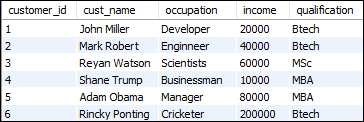 customer_id cust_name occupation income qualification
1 John Miller Developer 20000 Btech
2 Mark Robert Enginneer 40000 Btech
3 Reyan Watson Scientists 60000 MSc
4 Shane Trump Businessman 10000 MBA
5 Adam Obama Manager 80000 MBA
6 Rincky Ponting Cricketer 200000 Btech